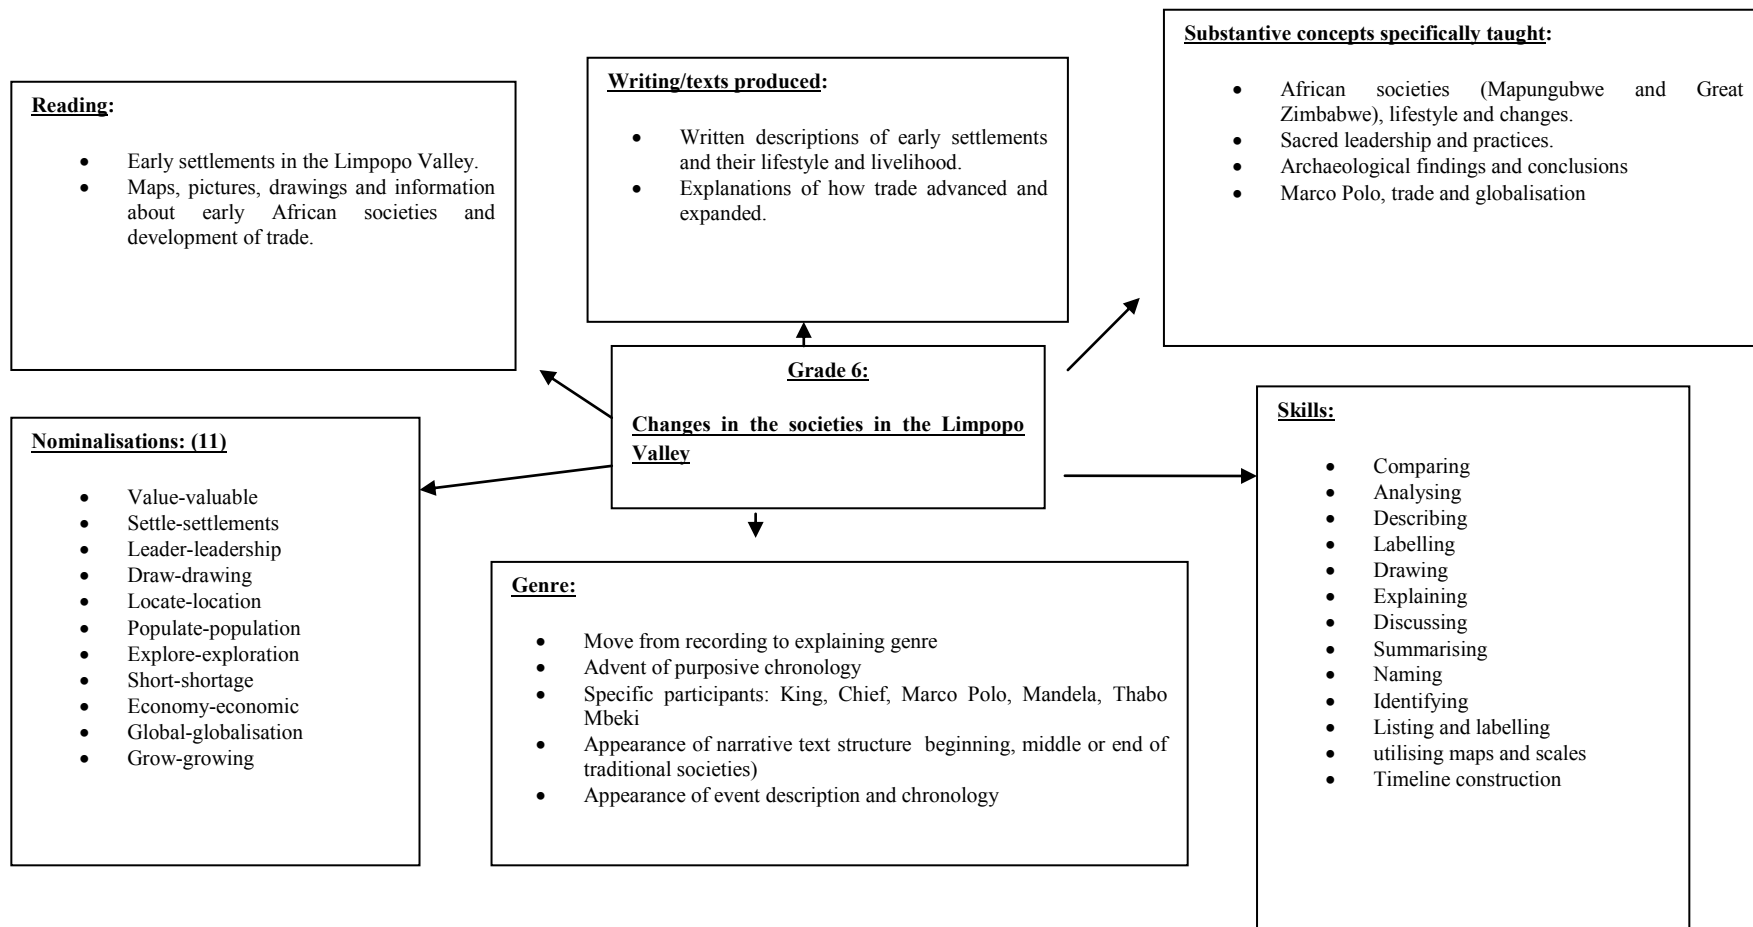 Reading:
• Early settlements in the Limpopo Valley.
• Maps, pictures, drawings and information
about early African societies and
development of trade.
Writing/texts produced:
• Written descriptions of early settlements
and their lifestyle and livelihood.
• Explanations of how trade advanced and
expanded.
Substantive concepts specifically taught:
• African societies (Mapungubwe and Great
Zimbabwe), lifestyle and changes.
• Sacred leadership and practices.
• Archaeological findings and conclusions
• Marco Polo, trade and globalisation
Grade 6:
Changes in the societies in the Limpopo
Valley
Nominalisations: (11)
• Value-valuable
• Settle-settlements
• Leader-leadership
• Draw-drawing
• Locate-location
• Populate-population
• Explore-exploration
• Short-shortage
• Economy-economic
• Global-globalisation
• Grow-growing
Genre:
• Move from recording to explaining genre
• Advent of purposive chronology
• Specific participants: King, Chief, Marco Polo, Mandela, Thabo
Mbeki
• Appearance of narrative text structure beginning, middle or end of
traditional societies)
• Appearance of event description and chronology
Skills:
• Comparing
• Analysing
• Describing
• Labelling
• Drawing
• Explaining
• Discussing
• Summarising
• Naming
• Identifying
• Listing and labelling
• utilising maps and scales
• Timeline construction